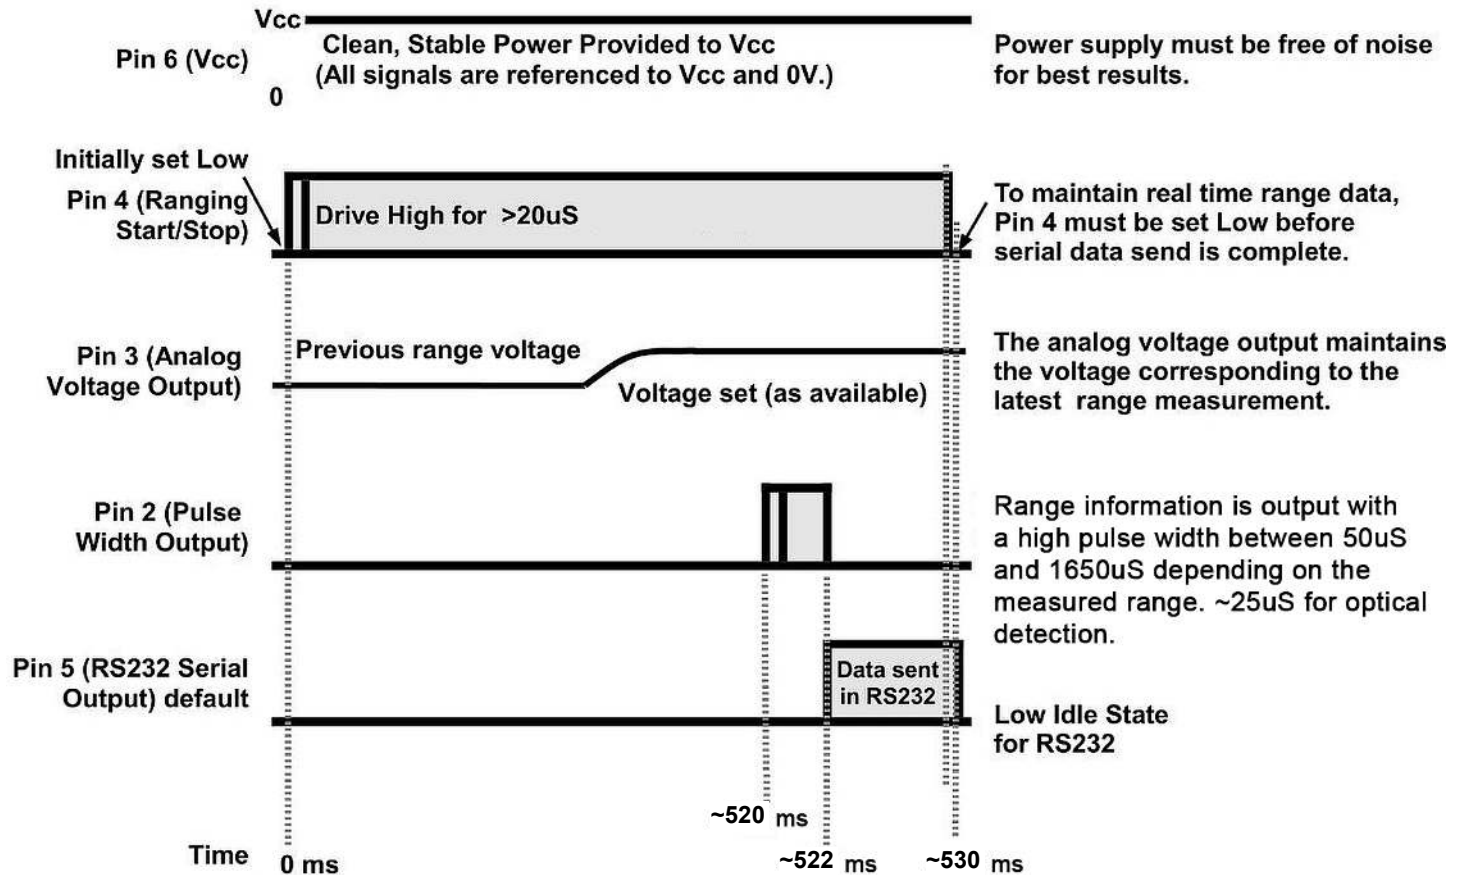 Vcc
Pin 6 (Vcc)
0
Clean, Stable Power Provided to Vcc
(All signals are referenced to Vcc and 0V.)
Power supply must be free of noise
for best results.
Initially set Low
Pin 4 (Ranging
Start/Stop)
Drive High for >20uS
To maintain real time range data,
Pin 4 must be set Low before
serial data send is complete.
Pin 3 (Analog
Voltage Output)
Previous range voltage
Voltage set (as available)
The analog voltage output maintains
the voltage corresponding to the
latest range measurement.
Pin 2 (Pulse
Width Output)
Range information is output with
a high pulse width between 50uS
and 1650uS depending on the
measured range. ~25uS for optical
detection.
Pin 5 (RS232 Serial
Output) default
Data sent
in RS232
Low Idle State
for RS232
~520 ms
Time
0 ms
~522 ms
~530 ms